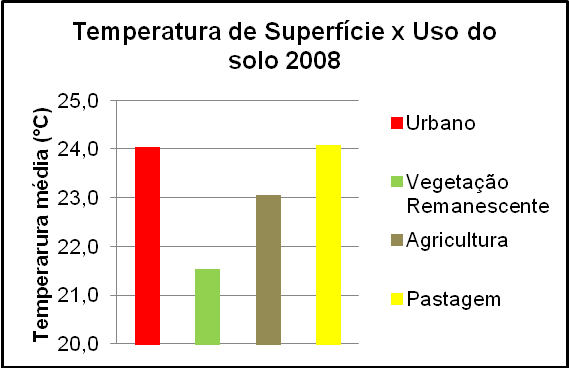 Temperatura de Superfície x Uso do
solo 2008
Temperarura média (°C)
25,0
24,0
23,0
22,0
21,0
20,0
Urbano
Vegetação
Remanescente
Agricultura
Pastagem